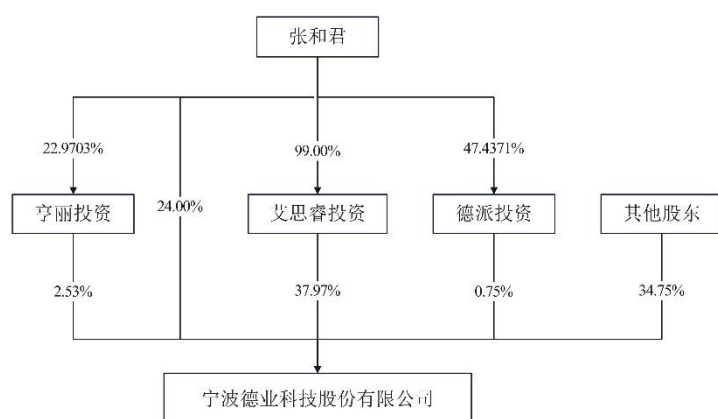 张和君
22.9703%
99.00%
47.4371%
亨丽投资
24.00%
艾思睿投资
德派投资
其他股东
2.53%
37.97%
0.75%
34.75%
宁波德业科技股份有限公司